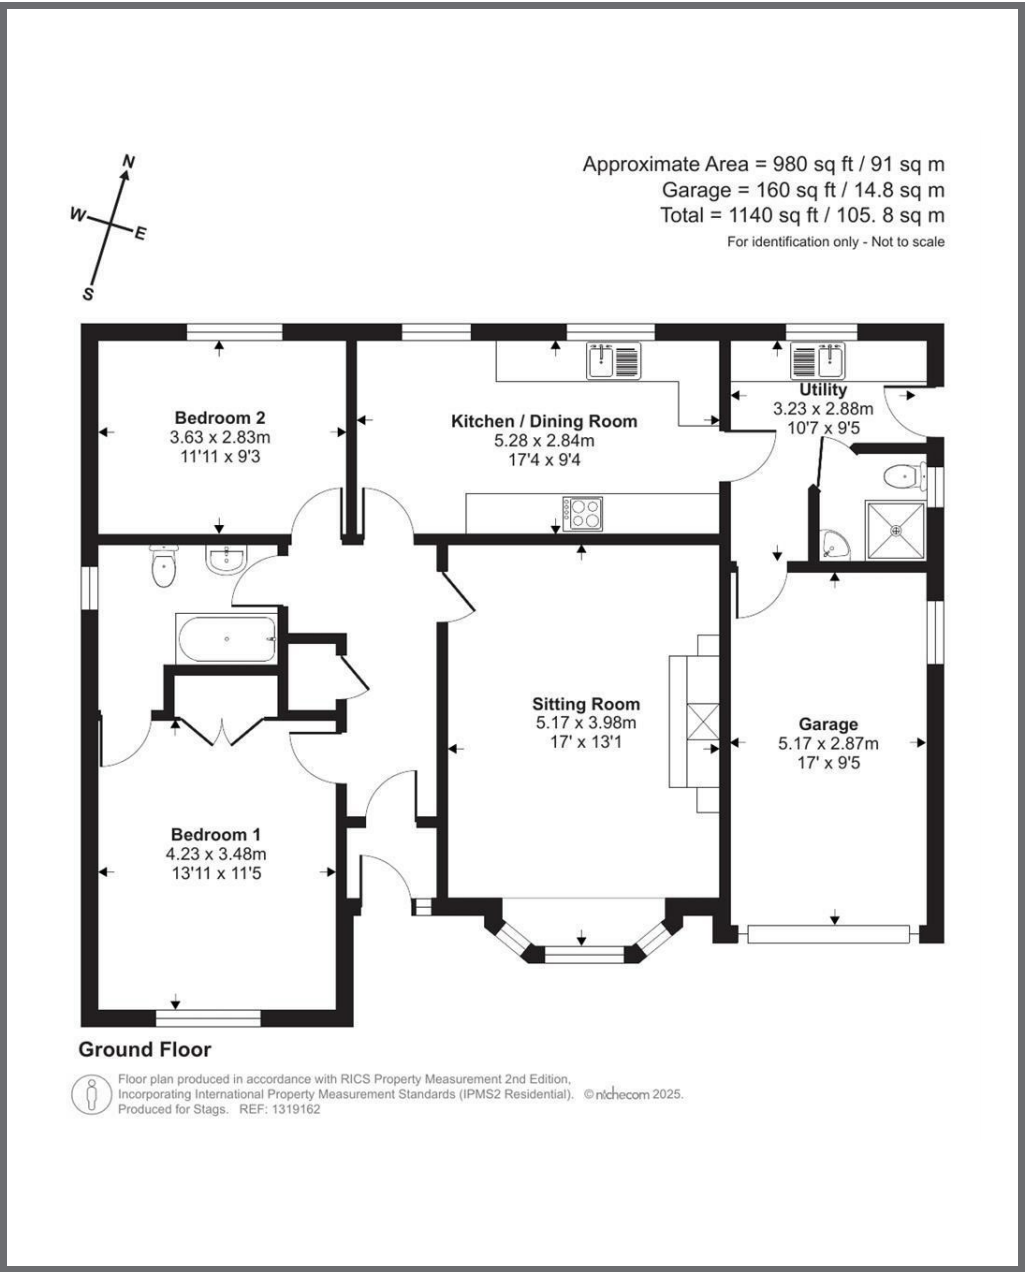 N
W
E
S
Approximate Area = 980 sq ft / 91 sq m
Garage = 160 sq ft / 14.8 sq m
Total = 1140 sq ft / 105. 8 sq m
For identification only - Not to scale
Bedroom 2
3.63 x 2.83m
11'11 x 9'3
Kitchen / Dining Room
5.28 x 2.84m
17'4 x 9'4
Utility
3.23 x 2.88m
10'7 x 9'5
Sitting Room
5.17 x 3.98m
17' x 13'1
Garage
5.17 x 2.87m
17' x 9'5
Bedroom 1
4.23 x 3.48m
13'11 x 11'5
Ground Floor
Floor plan produced in accordance with RICS Property Measurement 2nd Edition,
Incorporating International Property Measurement Standards (IPMS2 Residential). © nichecom 2025.
Produced for Stags. REF: 1319162